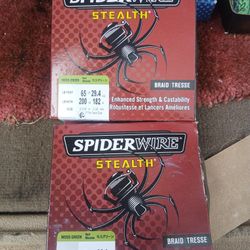 SPIDERWIRE®
STEALTH®
MOSS GREEN
65 29.4
200 182
BRAID TRESSE
Enhanced Strength & Castability
Robustesse et Lancers Améliorés
SPIDERWIRE®
STEALTH®
MOSS GREEN
BRAID TRESSE